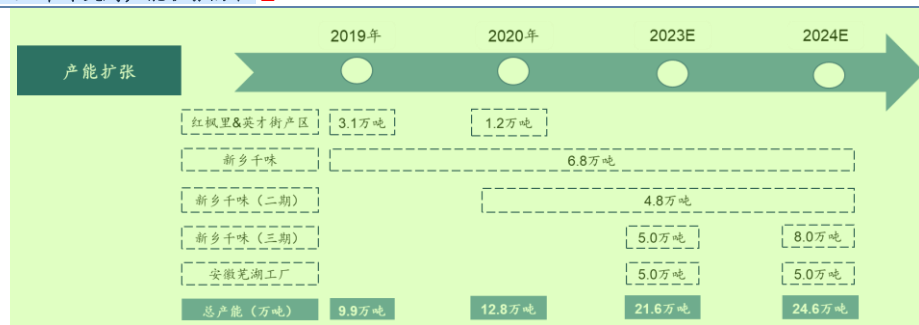 2019年 2020年 2023E 2024E
产能扩张
红枫里&英才街产区 3.1万吨 1.2万吨
新乡千味 6.8万吨
新乡千味（二期） 4.8万吨
新乡千味（三期） 5.0万吨 8.0万吨
安徽芜湖工厂 5.0万吨 5.0万吨
总产能（万吨） 9.9万吨 12.8万吨 21.6万吨 24.6万吨